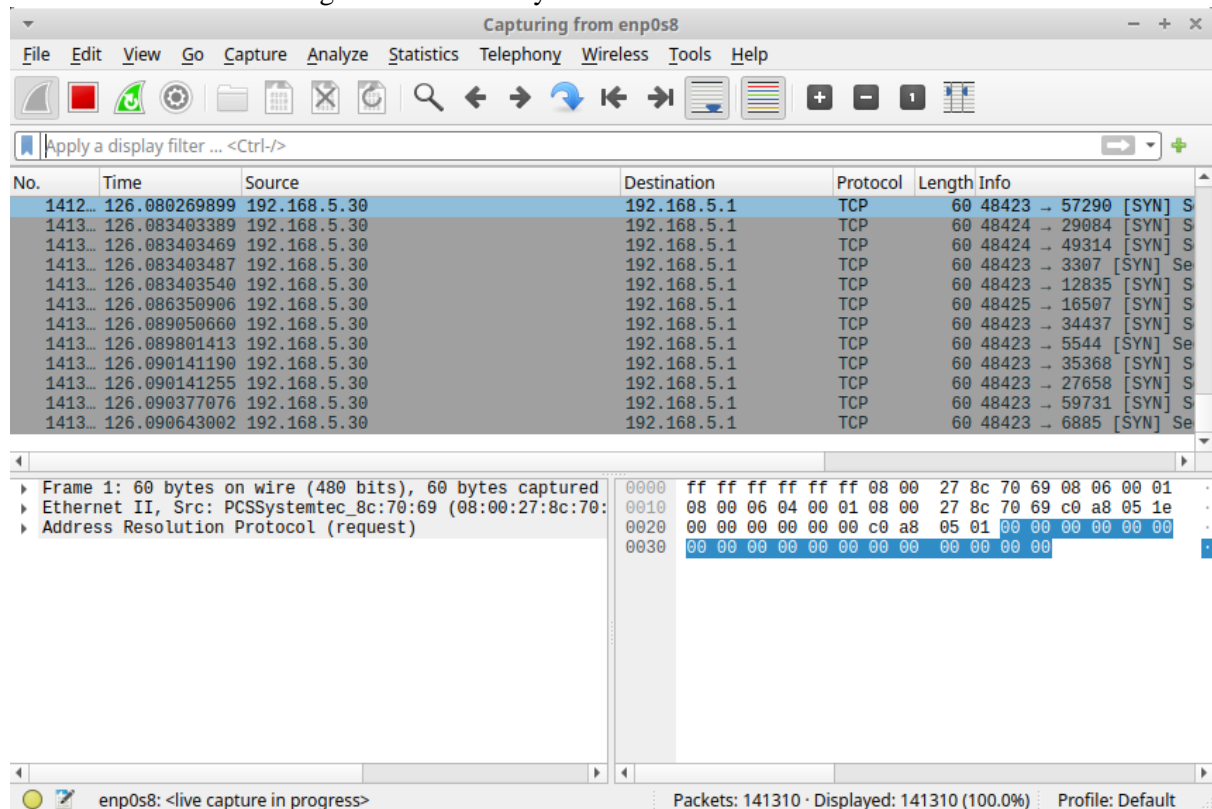 Capturing from enp0s8
File Edit View Go Capture Analyze Statistics Telephony Wireless Tools Help
Apply a display filter ... <Ctrl-/>
No. Time Source Destination Protocol Length Info
1412… 126.080269899 192.168.5.30 192.168.5.1 TCP 60 48423 → 57290 [SYN] S
1413… 126.083403389 192.168.5.30 192.168.5.1 TCP 60 48424 → 29084 [SYN] S
1413… 126.083403469 192.168.5.30 192.168.5.1 TCP 60 48424 → 49314 [SYN] S
1413… 126.083403487 192.168.5.30 192.168.5.1 TCP 60 48423 → 3307 [SYN] Se
1413… 126.083403540 192.168.5.30 192.168.5.1 TCP 60 48423 → 12835 [SYN] S
1413… 126.086350906 192.168.5.30 192.168.5.1 TCP 60 48425 → 16507 [SYN] S
1413… 126.089050660 192.168.5.30 192.168.5.1 TCP 60 48423 → 34437 [SYN] S
1413… 126.089801413 192.168.5.30 192.168.5.1 TCP 60 48423 → 5544 [SYN] Se
1413… 126.090141190 192.168.5.30 192.168.5.1 TCP 60 48423 → 35368 [SYN] S
1413… 126.090141255 192.168.5.30 192.168.5.1 TCP 60 48423 → 27658 [SYN] S
1413… 126.090377076 192.168.5.30 192.168.5.1 TCP 60 48423 → 59731 [SYN] S
1413… 126.090643002 192.168.5.30 192.168.5.1 TCP 60 48423 → 6885 [SYN] Se
Frame 1: 60 bytes on wire (480 bits), 60 bytes captured
Ethernet II, Src: PCSSystemtec_8c:70:69 (08:00:27:8c:70:
Address Resolution Protocol (request)
0000 ff ff ff ff ff ff 08 00 27 8c 70 69 08 06 00 01
0010 08 00 06 04 00 01 08 00 27 8c 70 69 c0 a8 05 1e
0020 00 00 00 00 00 00 c0 a8 05 01 00 00 00 00 00 00
0030 00 00 00 00 00 00 00 00 00 00 00 00
enp0s8: <live capture in progress> Packets: 141310 · Displayed: 141310 (100.0%) Profile: Default